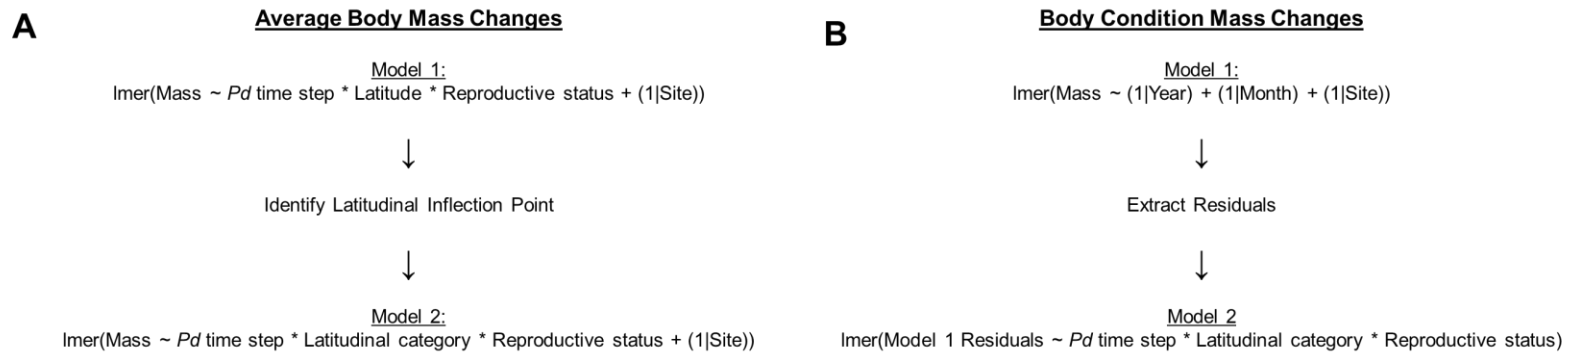 A
Average Body Mass Changes
Model 1:
lmer(Mass ~ Pd time step * Latitude * Reproductive status + (1|Site))
↓
Identify Latitudinal Inflection Point
↓
Model 2:
lmer(Mass ~ Pd time step * Latitudinal category * Reproductive status + (1|Site))
B
Body Condition Mass Changes
Model 1:
lmer(Mass ~ (1|Year) + (1|Month) + (1|Site))
↓
Extract Residuals
↓
Model 2
lmer(Model 1 Residuals ~ Pd time step * Latitudinal category * Reproductive status)